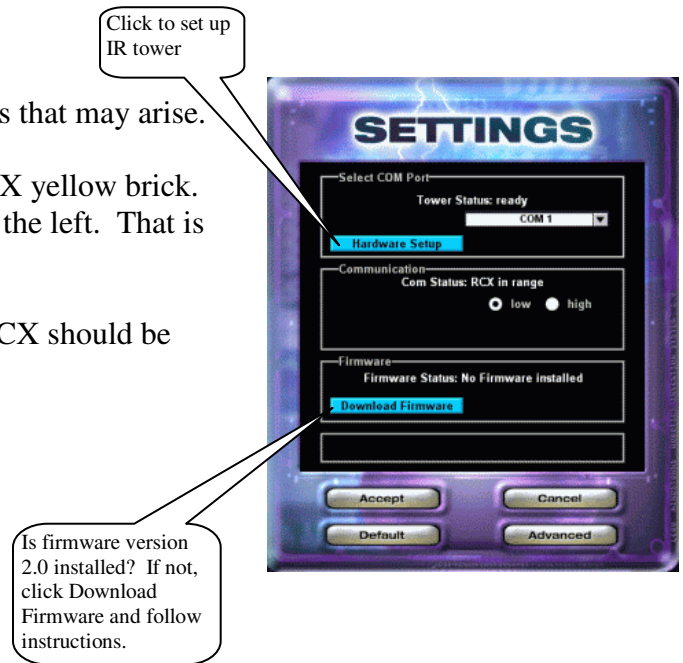 Click to set up
IR tower
s that may arise.
X yellow brick.
the left.  That is
CX should be
SETTINGS
Select COM Port
Tower Status: ready
COM 1
Hardware Setup
Communication
Com Status: RCX in range
low high
Firmware
Firmware Status: No Firmware installed
Download Firmware
Accept Cancel
Default Advanced
Is firmware version
2.0 installed?  If not,
click Download
Firmware and follow
instructions.